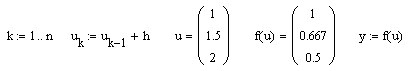 k := 1.. n    u_k := u_{k−1} + h    u = ( 1 1.5 2 )    f(u) = ( 1 0.667 0.5 )    y := f(u)